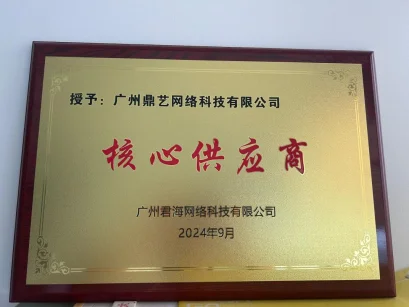 授予：广州鼎艺网络科技有限公司
核心供应商
广州君海网络科技有限公司
2024年9月